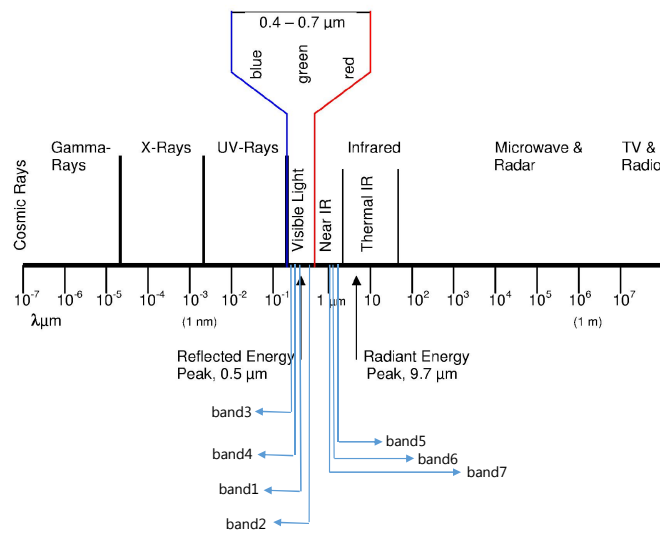 0.4 – 0.7 µm
blue
green
red
Gamma-
Rays
X-Rays
UV-Rays
Infrared
Microwave &
Radar
TV &
Radio
Cosmic Rays
Visible Light
Near IR
Thermal IR
10⁻⁷ 10⁻⁶ 10⁻⁵ 10⁻⁴ 10⁻³ 10⁻² 10⁻¹ 1 µm 10 10² 10³ 10⁴ 10⁵ 10⁶ 10⁷
λµm (1 nm) (1 m)
Reflected Energy
Peak, 0.5 µm
Radiant Energy
Peak, 9.7 µm
band3
band4
band1
band2
band5
band6
band7